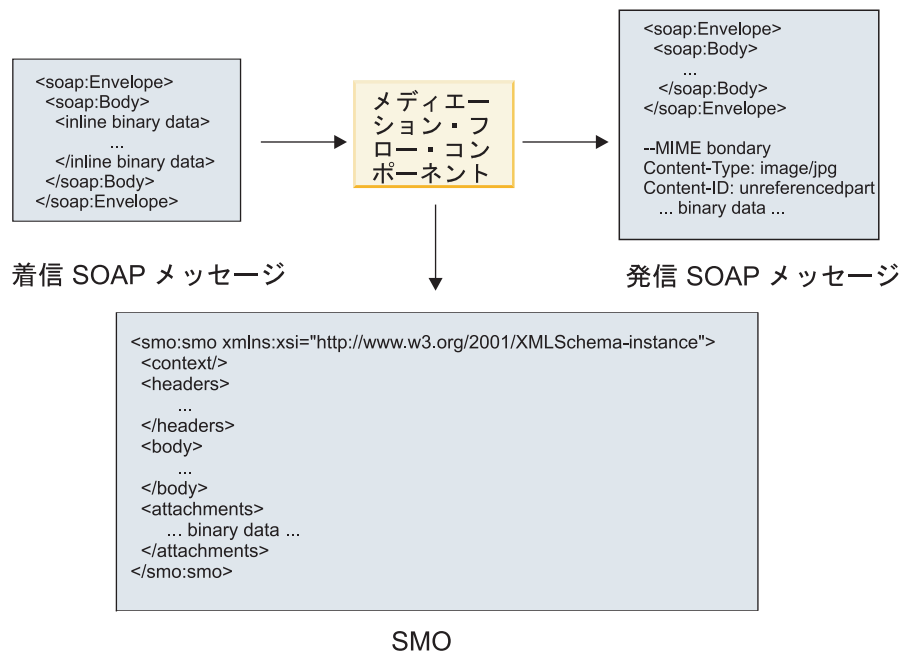 <soap:Envelope>
<soap:Body>
<inline binary data>
...
</inline binary data>
</soap:Body>
</soap:Envelope>
着信 SOAP メッセージ
メディエー
ション・フ
ロー・コン
ポーネント
<soap:Envelope>
<soap:Body>
...
</soap:Body>
</soap:Envelope>
--MIME bondary
Content-Type: image/jpg
Content-ID: unreferencedpart
... binary data ...
発信 SOAP メッセージ
<smo:smo xmlns:xsi="http://www.w3.org/2001/XMLSchema-instance">
<context/>
<headers>
...
</headers>
<body>
...
</body>
<attachments>
... binary data ...
</attachments>
</smo:smo>
SMO